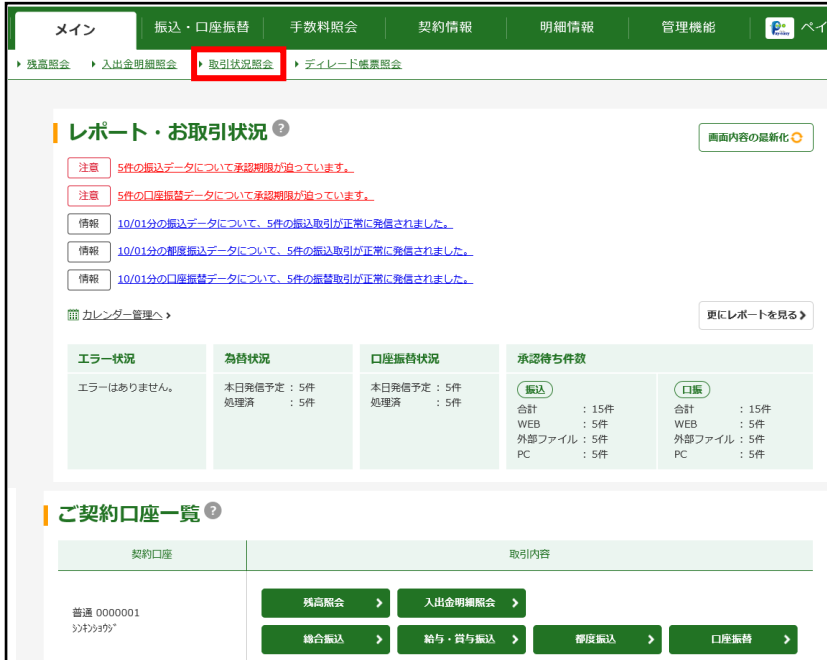 メイン 振込・口座振替 手数料照会 契約情報 明細情報 管理機能 ペイ
残高照会 入出金明細照会 取引状況照会 ディレード帳票照会
レポート・お取引状況 ?
画面内容の最新化
注意 5件の振込データについて承認期限が迫っています。
注意 5件の口座振替データについて承認期限が迫っています。
情報 10/01分の振込データについて、5件の振込取引が正常に発信されました。
情報 10/01分の都度振込データについて、5件の振込取引が正常に発信されました。
情報 10/01分の口座振替データについて、5件の振替取引が正常に発信されました。
カレンダー管理へ
更にレポートを見る
エラー状況 為替状況 口座振替状況 承認待ち件数
エラーはありません。
本日発信予定 : 5件
処理済 : 5件
本日発信予定 : 5件
処理済 : 5件
振込
合計 : 15件
WEB : 5件
外部ファイル : 5件
PC : 5件
口振
合計 : 15件
WEB : 5件
外部ファイル : 5件
PC : 5件
ご契約口座一覧 ?
契約口座 取引内容
普通 0000001
ｼﾝｷﾝｼｮｳｼﾞ
残高照会 入出金明細照会
総合振込 給与・賞与振込 都度振込 口座振替